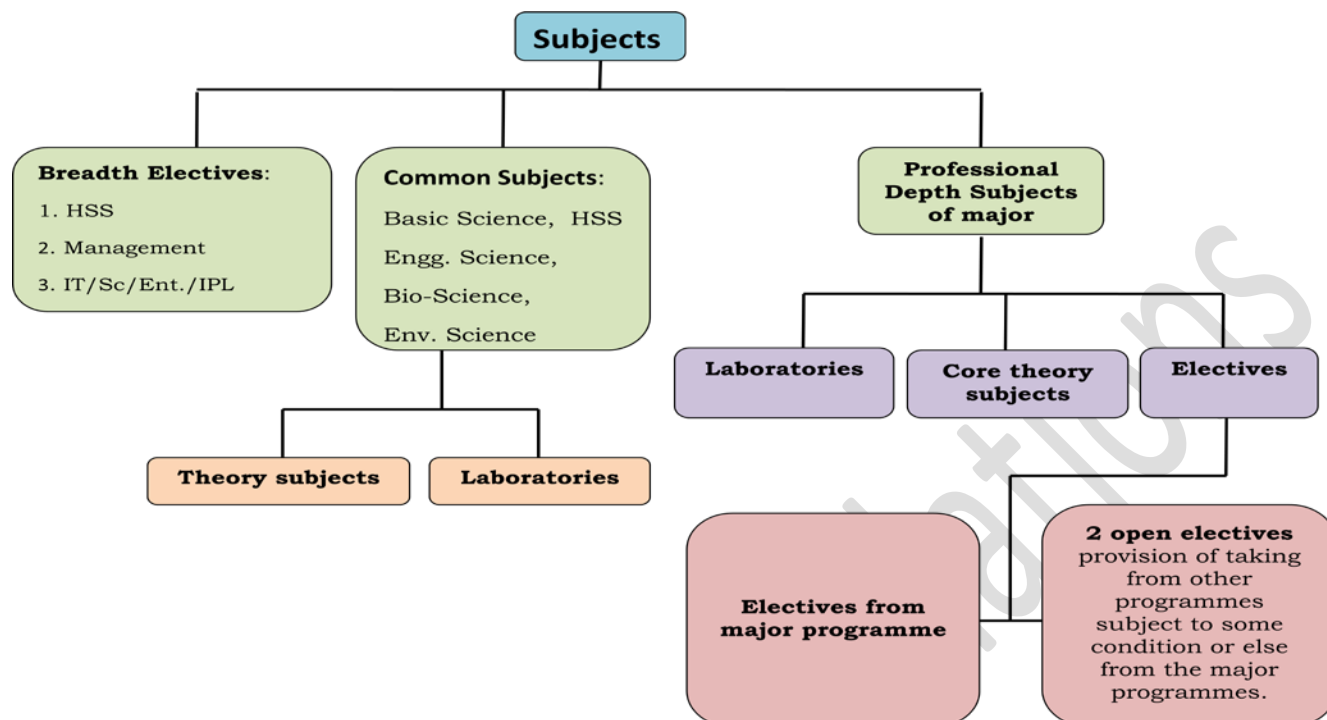 Subjects
Breadth Electives:
1. HSS
2. Management
3. IT/Sc/Ent./IPL
Common Subjects:
Basic Science, HSS
Engg. Science,
Bio-Science,
Env. Science
Professional
Depth Subjects
of major
Laboratories
Core theory
subjects
Electives
Theory subjects
Laboratories
Electives from
major programme
2 open electives
provision of taking
from other
programmes
subject to some
condition or else
from the major
programmes.